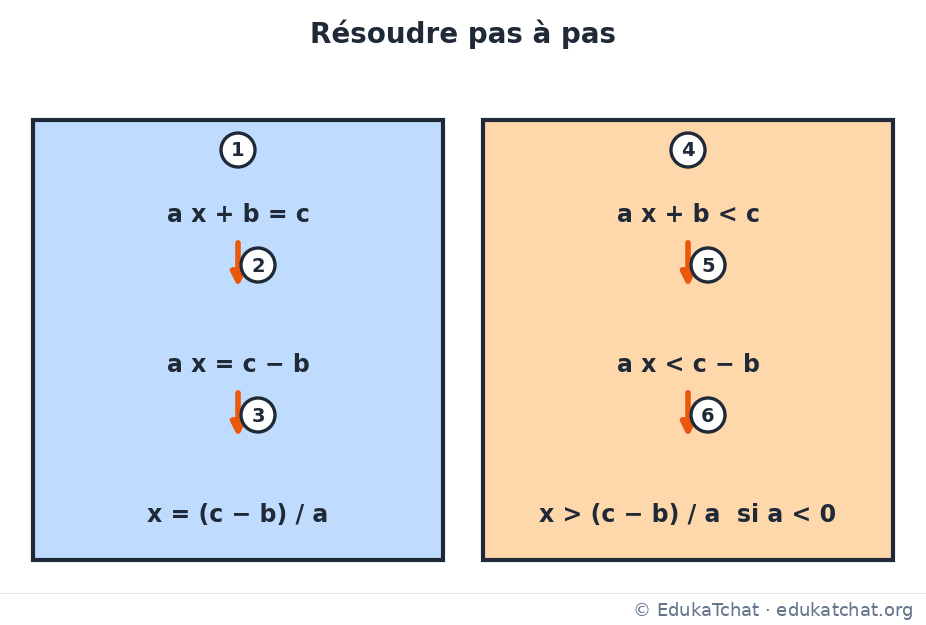 Résoudre pas à pas
1
a x + b = c
2
a x = c − b
3
x = (c − b) / a
4
a x + b < c
5
a x < c − b
6
x > (c − b) / a  si a < 0
© EdukaTchat · edukatchat.org